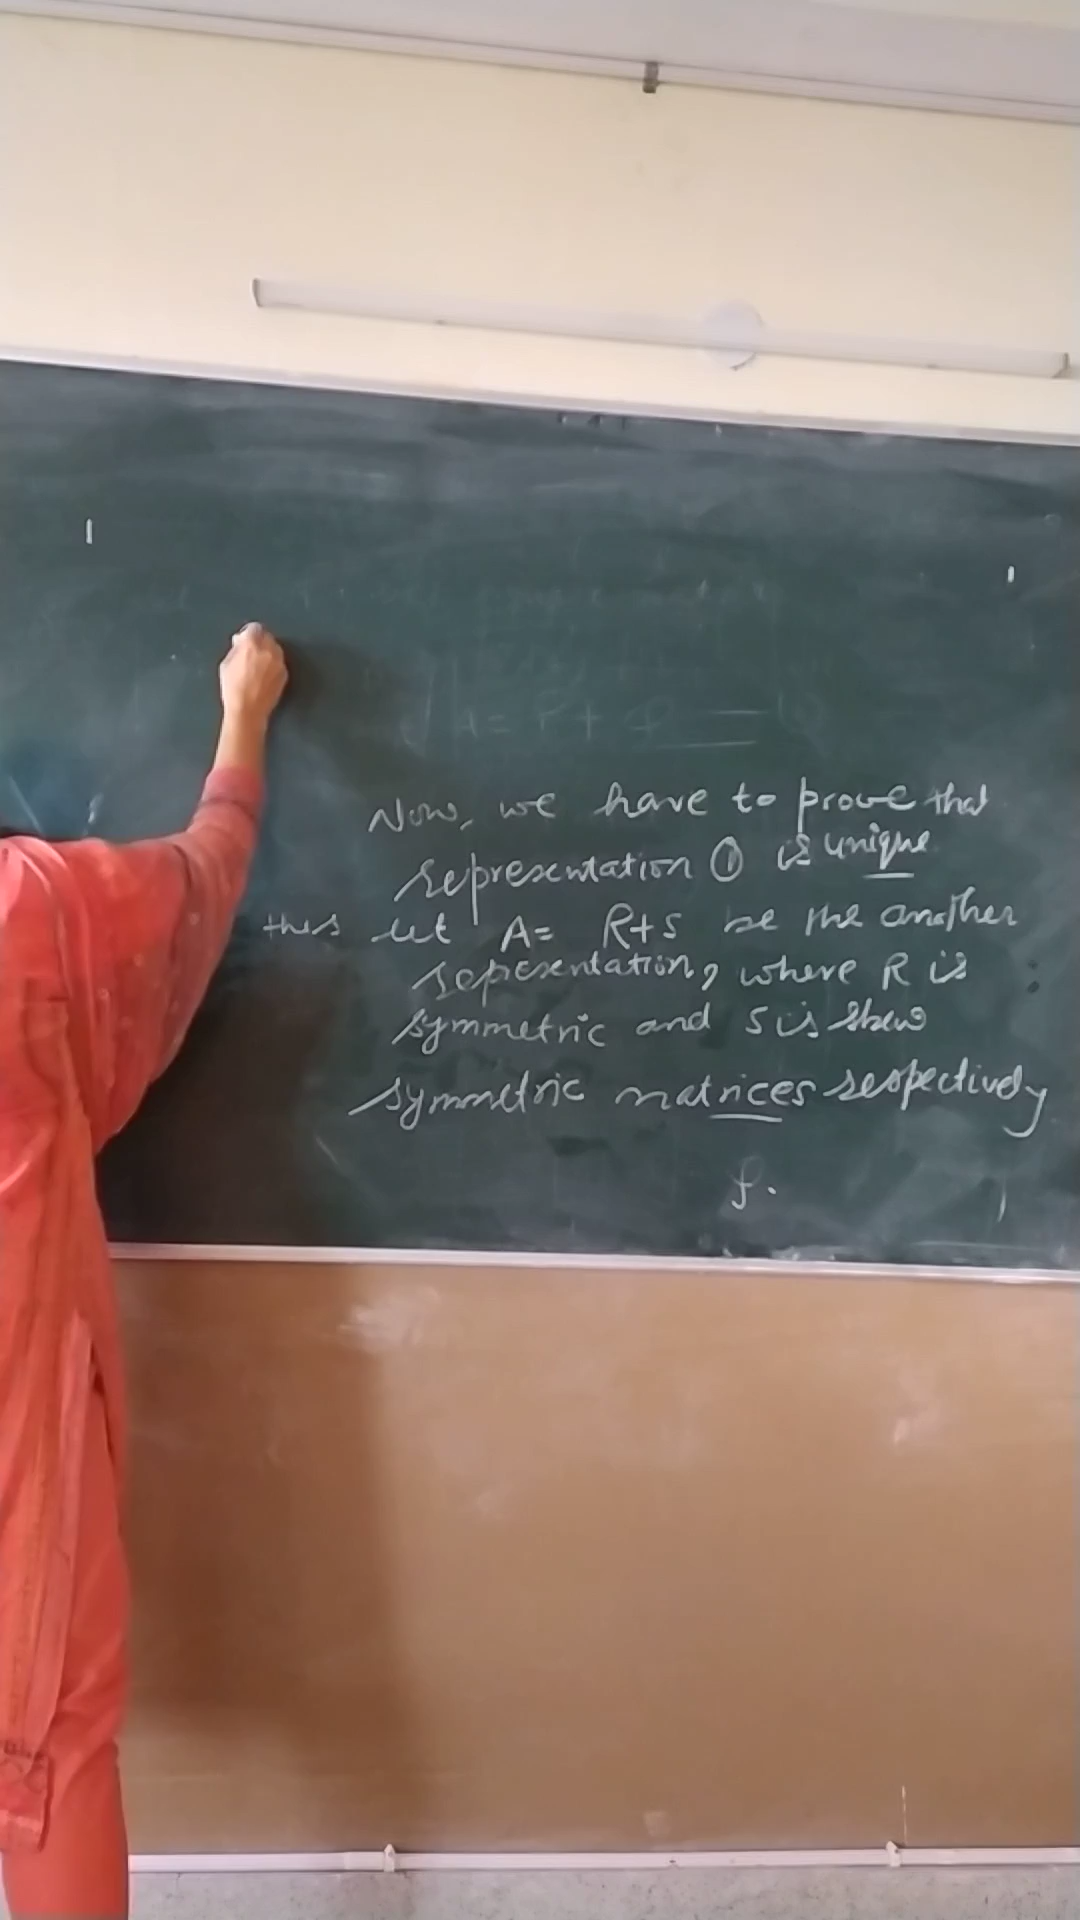 A = P +
Now, we have to prove that
representation ① is unique
thus let A= R+S be the another
representation, where R is
symmetric and S is skew
symmetric matrices respectively